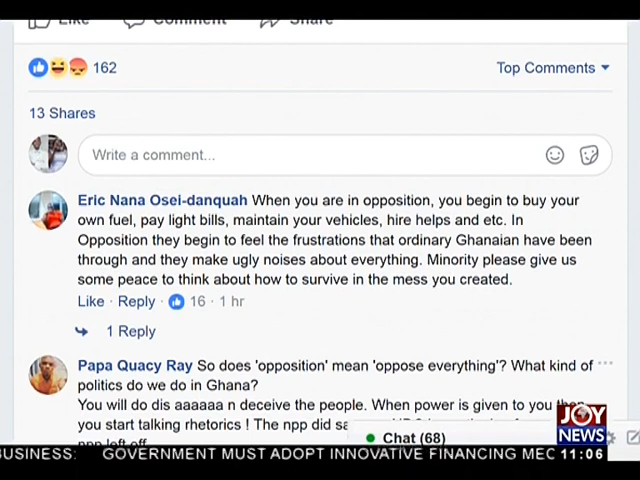 Like Comment Share
162 Top Comments
13 Shares
Write a comment...
Eric Nana Osei-danquah When you are in opposition, you begin to buy your
own fuel, pay light bills, maintain your vehicles, hire helps and etc. In
Opposition they begin to feel the frustrations that ordinary Ghanaian have been
through and they make ugly noises about everything. Minority please give us
some peace to think about how to survive in the mess you created.
Like · Reply · 16 · 1 hr
1 Reply
Papa Quacy Ray So does 'opposition' mean 'oppose everything'? What kind of
politics do we do in Ghana?
You will do dis aaaaaa n deceive the people. When power is given to you then
you start talking rhetorics ! The npp did sa
npp left off
Chat (68)
JOY
NEWS
BUSINESS: GOVERNMENT MUST ADOPT INNOVATIVE FINANCING MEC 11:06